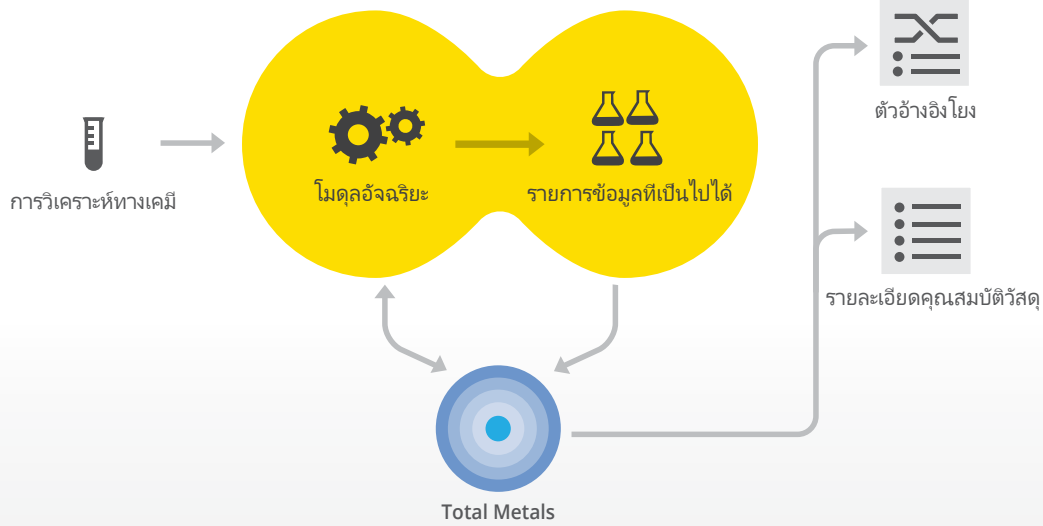 การวิเคราะห์ทางเคมี
โมดุลอัจฉริยะ
รายการข้อมูลที่เป็นไปได้
ตัวอ้างอิงโยง
รายละเอียดคุณสมบัติวัสดุ
Total Metals